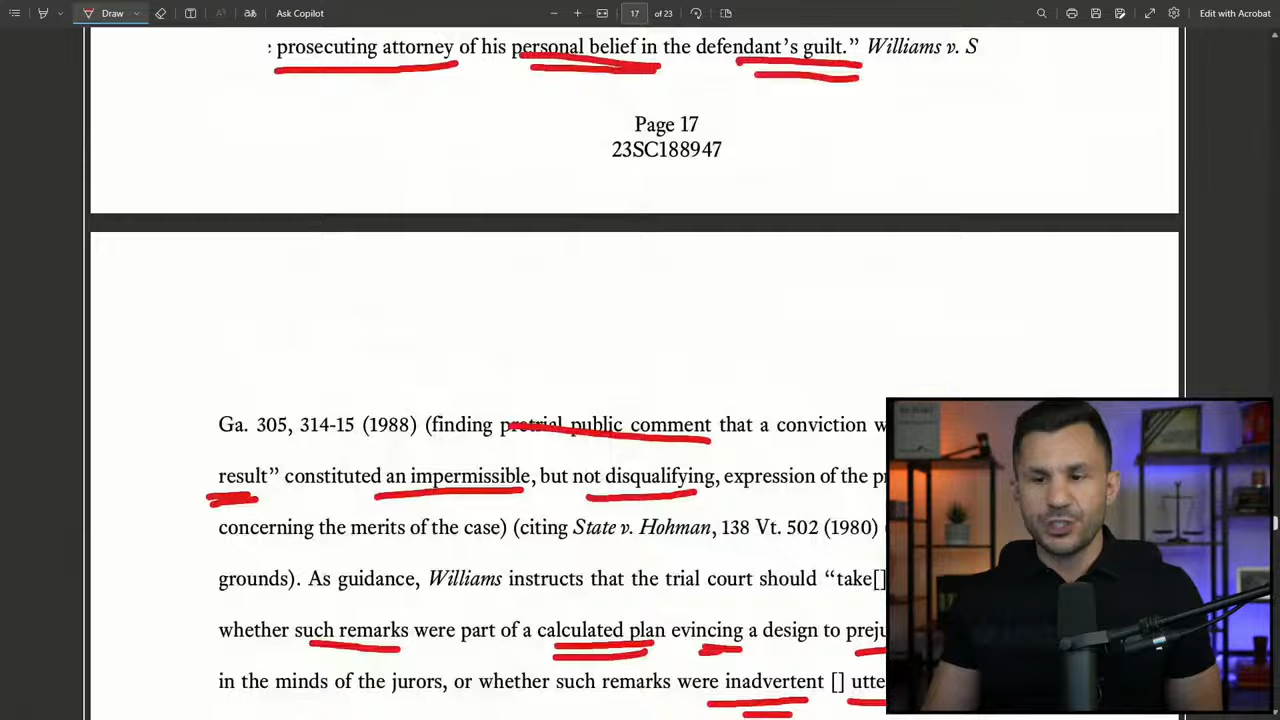 Draw
Ask Copilot
17 of 23
Edit with Acrobat
prosecuting attorney of his personal belief in the defendant’s guilt.” Williams v. S
Page 17
23SC188947
Ga. 305, 314-15 (1988) (finding pretrial public comment that a conviction w
result” constituted an impermissible, but not disqualifying, expression of the p
concerning the merits of the case) (citing State v. Hohman, 138 Vt. 502 (1980)
grounds). As guidance, Williams instructs that the trial court should “take[]
whether such remarks were part of a calculated plan evincing a design to preju
in the minds of the jurors, or whether such remarks were inadvertent [] utte